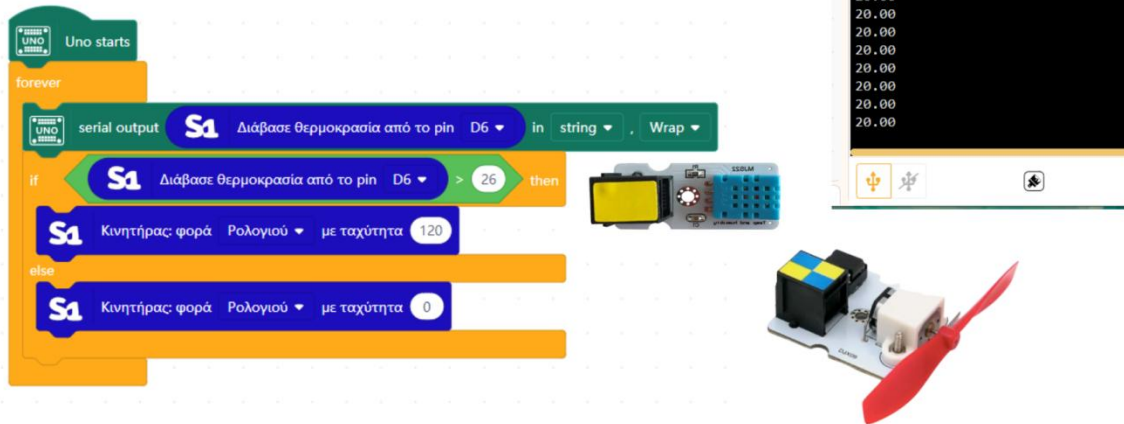 UNO Uno starts
forever
UNO serial output S1 Διάβασε θερμοκρασία από το pin D6 in string , Wrap
if S1 Διάβασε θερμοκρασία από το pin D6 > 26 then
S1 Κινητήρας: φορά Ρολογιού με ταχύτητα 120
else
S1 Κινητήρας: φορά Ρολογιού με ταχύτητα 0
20.00
20.00
20.00
20.00
20.00
20.00
20.00